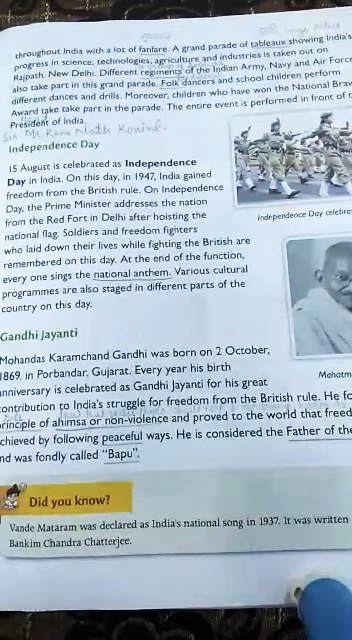 throughout India with a lot of fanfare. A grand parade of tableaux showing India's
progress in science, technologies, agriculture and industries is taken out on
Rajpath, New Delhi. Different regiments of the Indian Army, Navy and Air Force
also take part in this grand parade. Folk dancers and school children perform
different dances and drills. Moreover, children who have won the National Brav
Award take take part in the parade. The entire event is performed in front of t
President of India.
Sir Mr Ram Nath Kovind.
Independence Day
15 August is celebrated as Independence
Day in India. On this day, in 1947, India gained
freedom from the British rule. On Independence
Day, the Prime Minister addresses the nation
from the Red Fort in Delhi after hoisting the
national flag. Soldiers and freedom fighters
who laid down their lives while fighting the British are
remembered on this day. At the end of the function,
every one sings the national anthem. Various cultural
programmes are also staged in different parts of the
country on this day.
Independence Day celebra
Gandhi Jayanti
Mohandas Karamchand Gandhi was born on 2 October,
1869, in Porbandar, Gujarat. Every year his birth
anniversary is celebrated as Gandhi Jayanti for his great
contribution to India's struggle for freedom from the British rule. He fo
rinciple of ahimsa or non-violence and proved to the world that freed
chieved by following peaceful ways. He is considered the Father of the
nd was fondly called "Bapu".
Mahatm
Did you know?
Vande Mataram was declared as India's national song in 1937. It was written
Bankim Chandra Chatterjee.